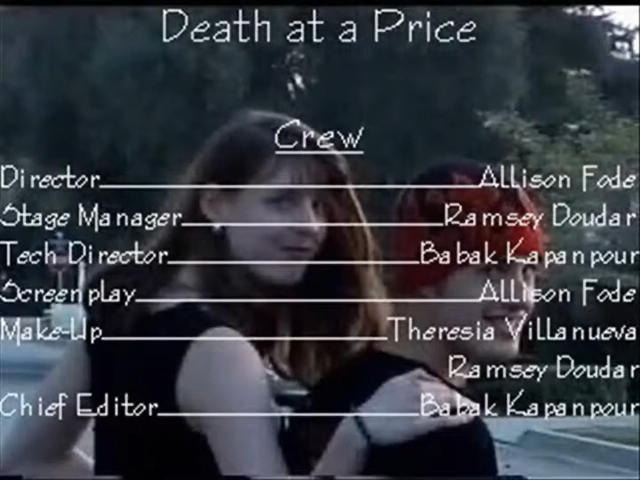 Death at a Price
Crew
Director Allison Fode
Stage Manager Ramsey Doudar
Tech Director Babak Kapanpour
Screenplay Allison Fode
Make-Up Theresia Villanueva
Ramsey Doudar
Chief Editor Babak Kapanpour